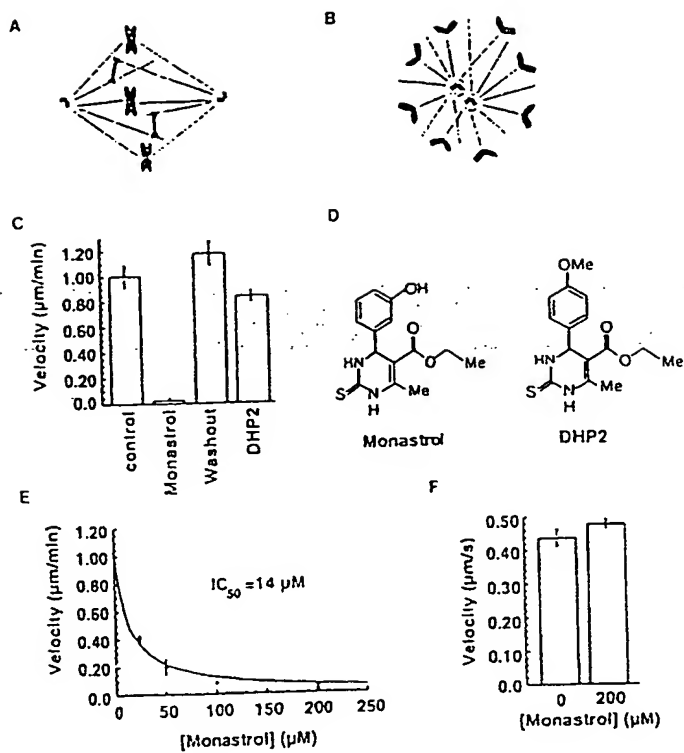 A
B
C
Velocity (µm/min)
1.20
1.00
0.80
0.60
0.40
0.20
0.0
control
Monastrol
Washout
DHP2
D
OH
O
O
Me
HN
S
N
H
Me
Monastrol
OMe
O
O
Me
HN
S
N
H
Me
DHP2
E
Velocity (µm/min)
1.20
1.00
0.80
0.60
0.40
0.20
0.0
IC50 =14 µM
0 50 100 150 200 250
[Monastrol] (µM)
F
Velocity (µm/s)
0.50
0.40
0.30
0.20
0.10
0.0
0 200
[Monastrol] (µM)